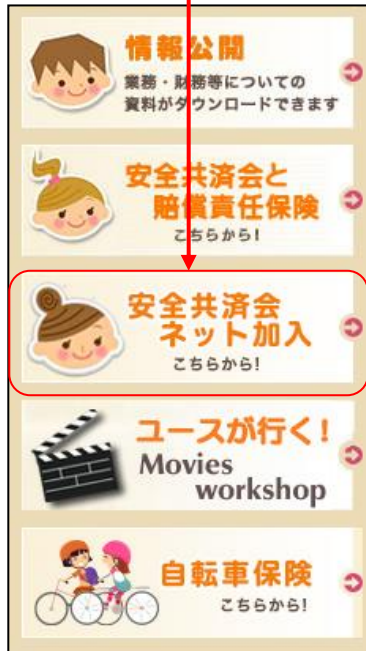 情報公開
業務・財務等についての
資料がダウンロードできます
安全共済会と
賠償責任保険
こちらから!
安全共済会
ネット加入
こちらから!
ユースが行く!
Movies
workshop
自転車保険
こちらから!